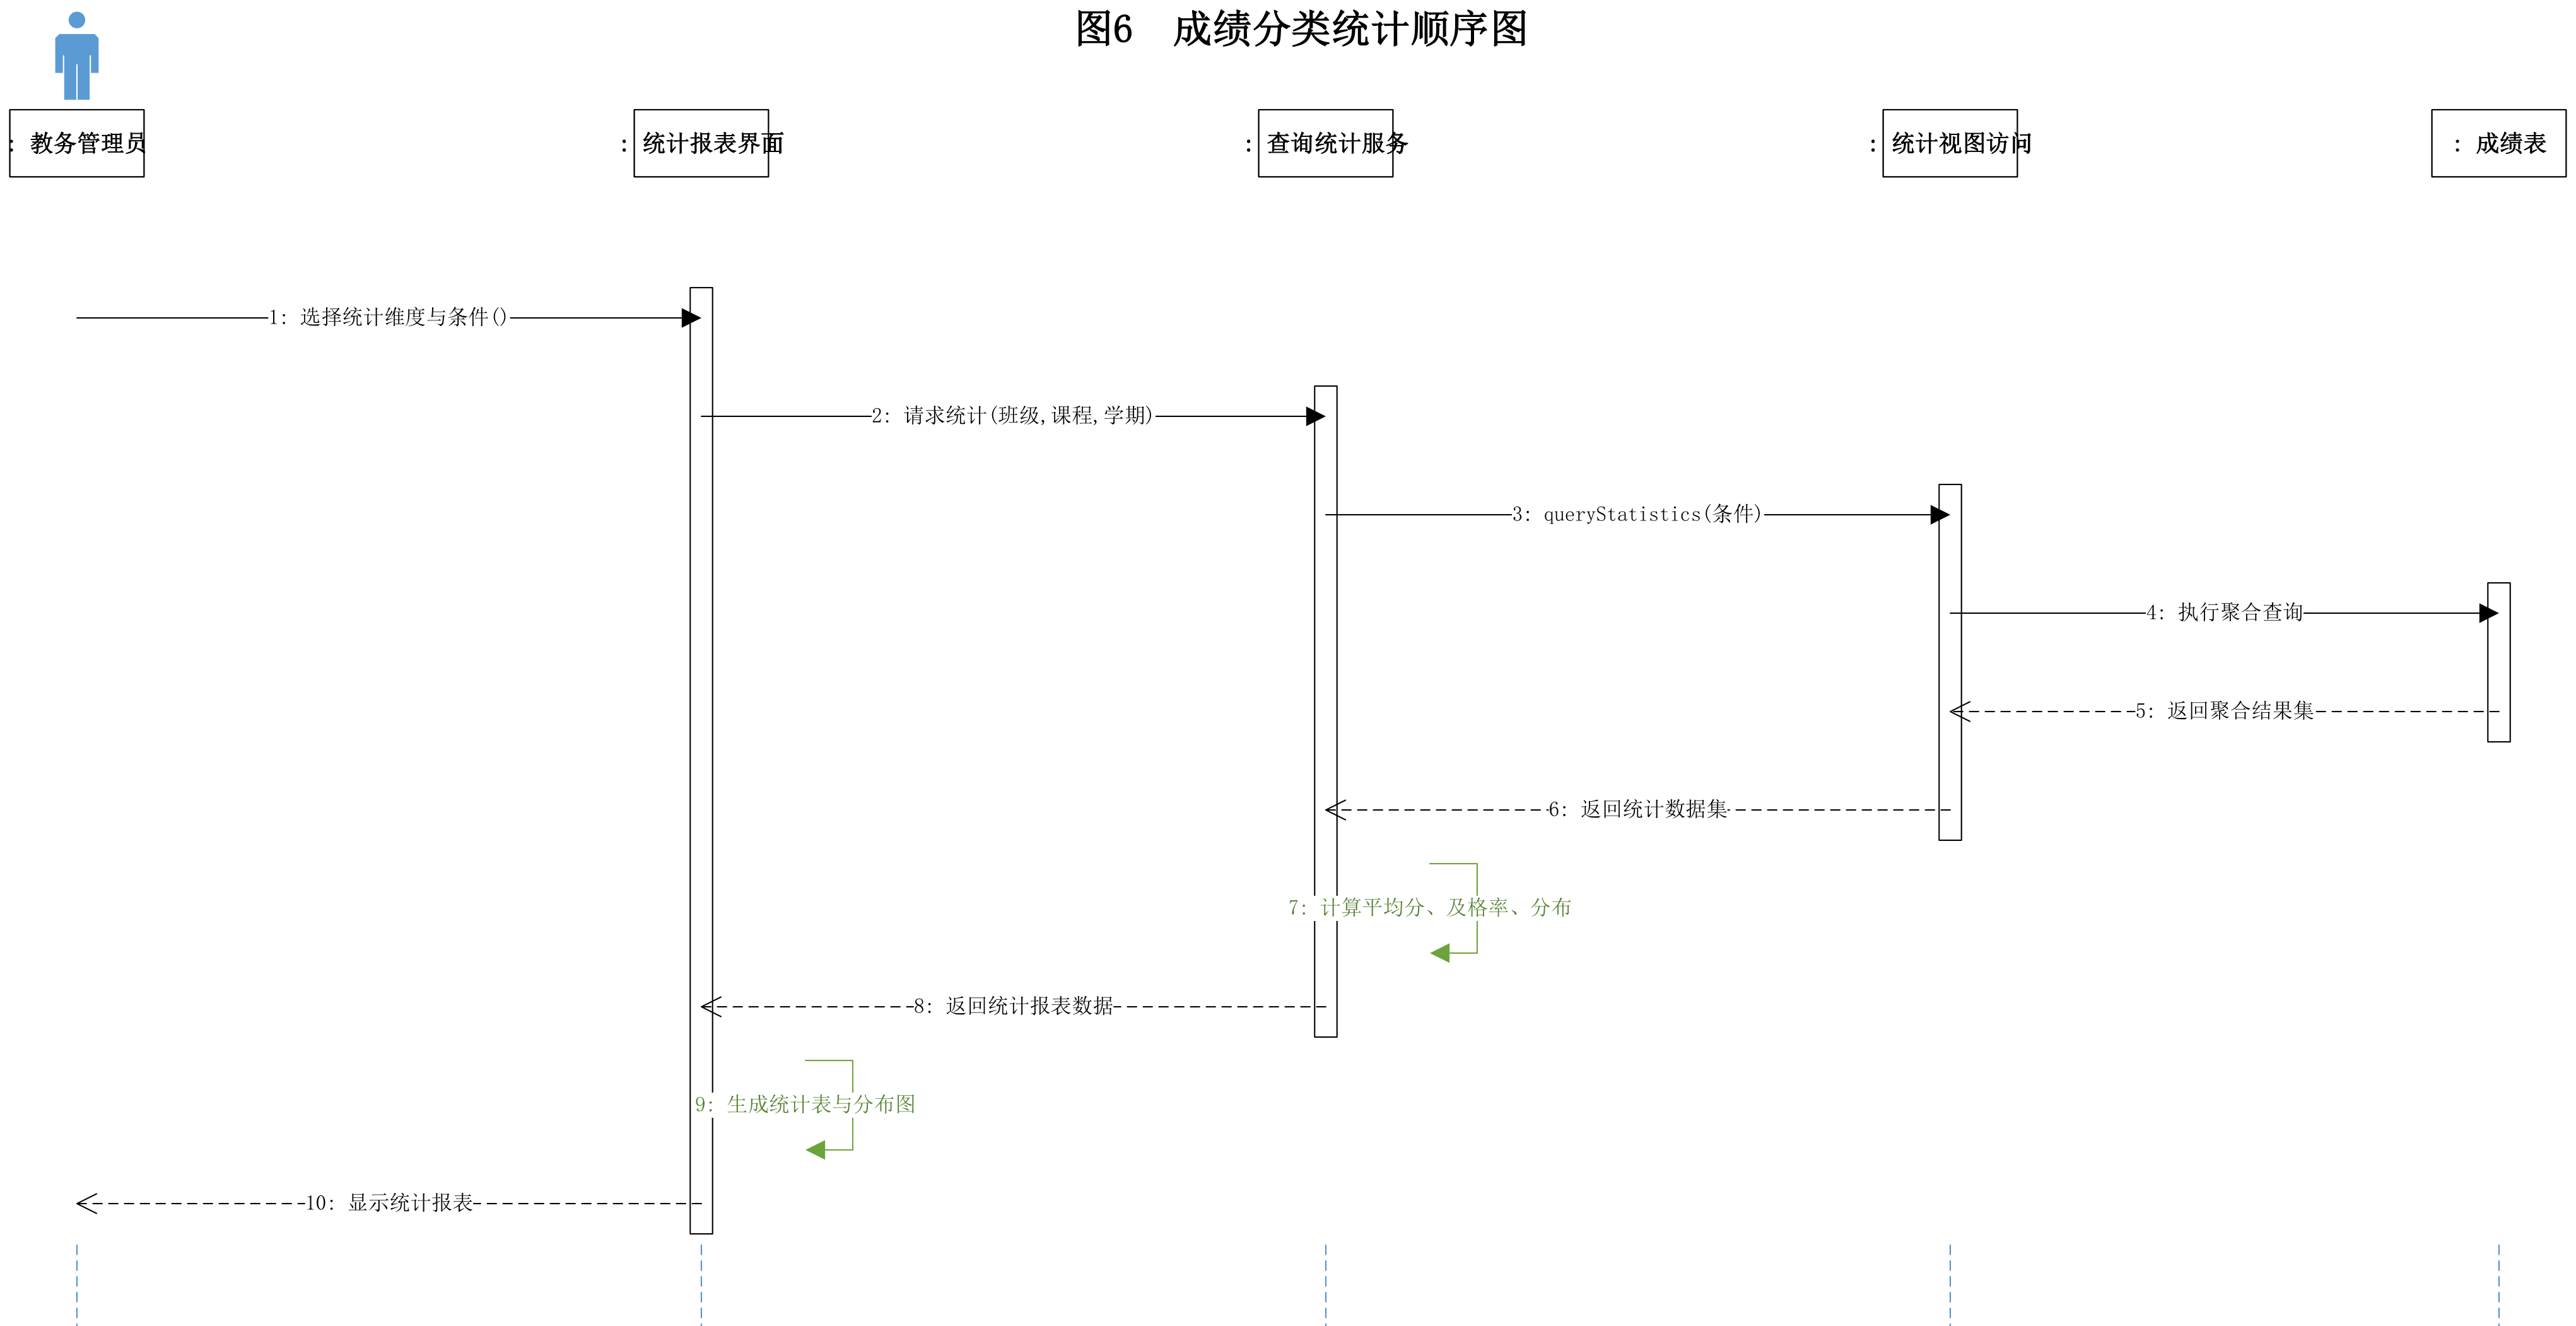 图6 成绩分类统计顺序图
: 教务管理员
: 统计报表界面
: 查询统计服务
: 统计视图访问
: 成绩表
1: 选择统计维度与条件()
2: 请求统计(班级,课程,学期)
3: queryStatistics(条件)
4: 执行聚合查询
5: 返回聚合结果集
6: 返回统计数据集
7: 计算平均分、及格率、分布
8: 返回统计报表数据
9: 生成统计表与分布图
10: 显示统计报表